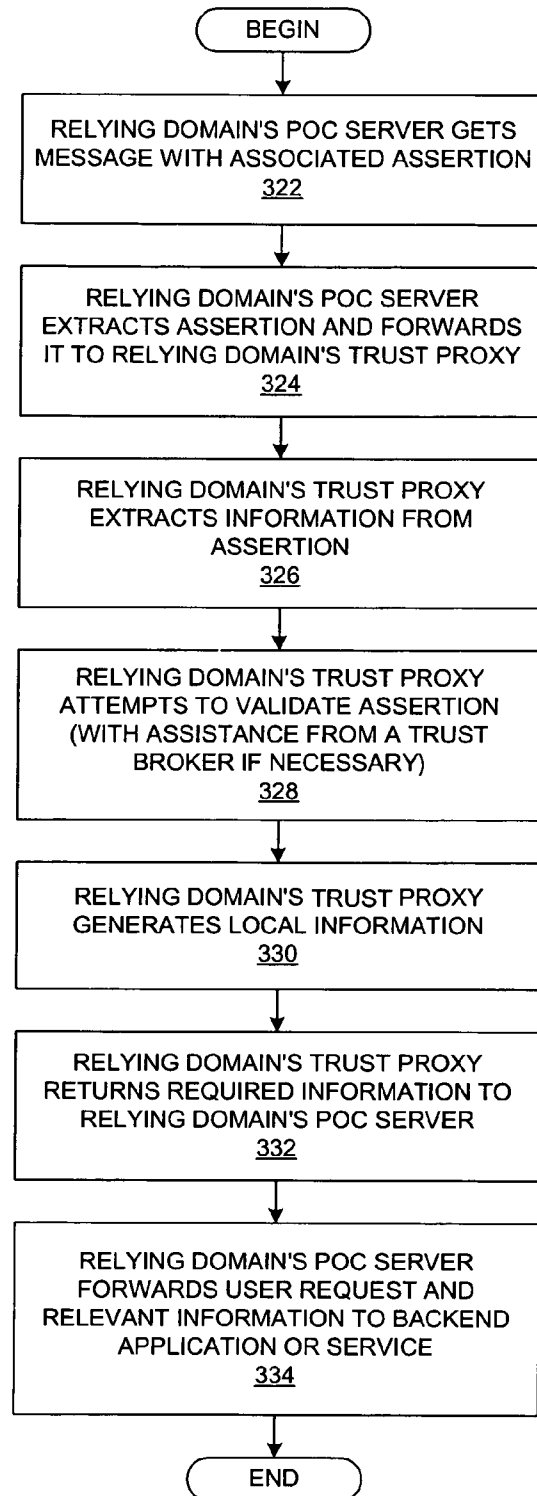 BEGIN
RELYING DOMAIN'S POC SERVER GETS
MESSAGE WITH ASSOCIATED ASSERTION
322
RELYING DOMAIN'S POC SERVER
EXTRACTS ASSERTION AND FORWARDS
IT TO RELYING DOMAIN'S TRUST PROXY
324
RELYING DOMAIN'S TRUST PROXY
EXTRACTS INFORMATION FROM
ASSERTION
326
RELYING DOMAIN'S TRUST PROXY
ATTEMPTS TO VALIDATE ASSERTION
(WITH ASSISTANCE FROM A TRUST
BROKER IF NECESSARY)
328
RELYING DOMAIN'S TRUST PROXY
GENERATES LOCAL INFORMATION
330
RELYING DOMAIN'S TRUST PROXY
RETURNS REQUIRED INFORMATION TO
RELYING DOMAIN'S POC SERVER
332
RELYING DOMAIN'S POC SERVER
FORWARDS USER REQUEST AND
RELEVANT INFORMATION TO BACKEND
APPLICATION OR SERVICE
334
END